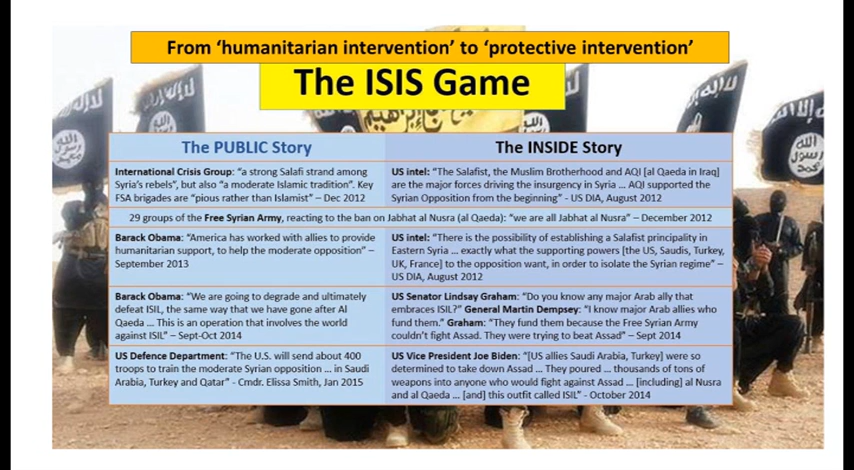 From ‘humanitarian intervention’ to ‘protective intervention’
The ISIS Game
The PUBLIC Story
The INSIDE Story
International Crisis Group: “a strong Salafi strand among
Syria’s rebels”, but also “a moderate Islamic tradition”. Key
FSA brigades are “pious rather than Islamist” – Dec 2012
US intel: “The Salafist, the Muslim Brotherhood and AQI [al Qaeda in Iraq]
are the major forces driving the insurgency in Syria ... AQI supported the
Syrian Opposition from the beginning” - US DIA, August 2012
29 groups of the Free Syrian Army, reacting to the ban on Jabhat al Nusra (al Qaeda): “we are all Jabhat al Nusra” – December 2012
Barack Obama: “America has worked with allies to provide
humanitarian support, to help the moderate opposition” –
September 2013
US intel: “There is the possibility of establishing a Salafist principality in
Eastern Syria ... exactly what the supporting powers [the US, Saudis, Turkey,
UK, France] to the opposition want, in order to isolate the Syrian regime” –
US DIA, August 2012
Barack Obama: “We are going to degrade and ultimately
defeat ISIL, the same way that we have gone after Al
Qaeda ... This is an operation that involves the world
against ISIL” – Sept-Oct 2014
US Senator Lindsay Graham: “Do you know any major Arab ally that
embraces ISIL?” General Martin Dempsey: “I know major Arab allies who
fund them.” Graham: “They fund them because the Free Syrian Army
couldn’t fight Assad. They were trying to beat Assad” – Sept 2014
US Defence Department: “The U.S. will send about 400
troops to train the moderate Syrian opposition ... in Saudi
Arabia, Turkey and Qatar” - Cmdr. Elissa Smith, Jan 2015
US Vice President Joe Biden: “[US allies Saudi Arabia, Turkey] were so
determined to take down Assad ... They poured ... thousands of tons of
weapons into anyone who would fight against Assad ... [including] al Nusra
and al Qaeda ... [and] this outfit called ISIL” - October 2014